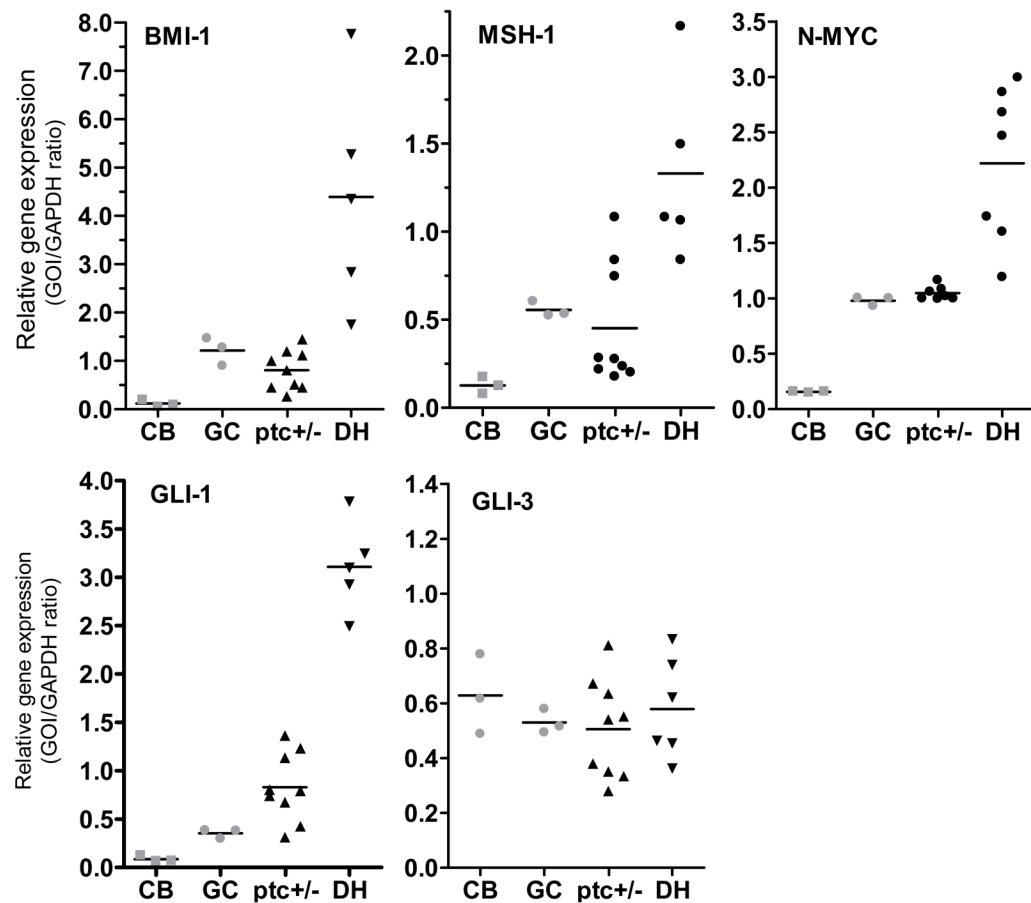 BMI-1
MSH-1
N-MYC
Relative gene expression
(GOI/GAPDH ratio)
8.0
7.0
6.0
5.0
4.0
3.0
2.0
1.0
0.0
CB GC ptc+/- DH
2.0
1.5
1.0
0.5
0.0
CB GC ptc+/- DH
3.5
3.0
2.5
2.0
1.5
1.0
0.5
0.0
CB GC ptc+/- DH
GLI-1
GLI-3
Relative gene expression
(GOI/GAPDH ratio)
4.0
3.5
3.0
2.5
2.0
1.5
1.0
0.5
0.0
CB GC ptc+/- DH
1.4
1.2
1.0
0.8
0.6
0.4
0.2
0.0
CB GC ptc+/- DH